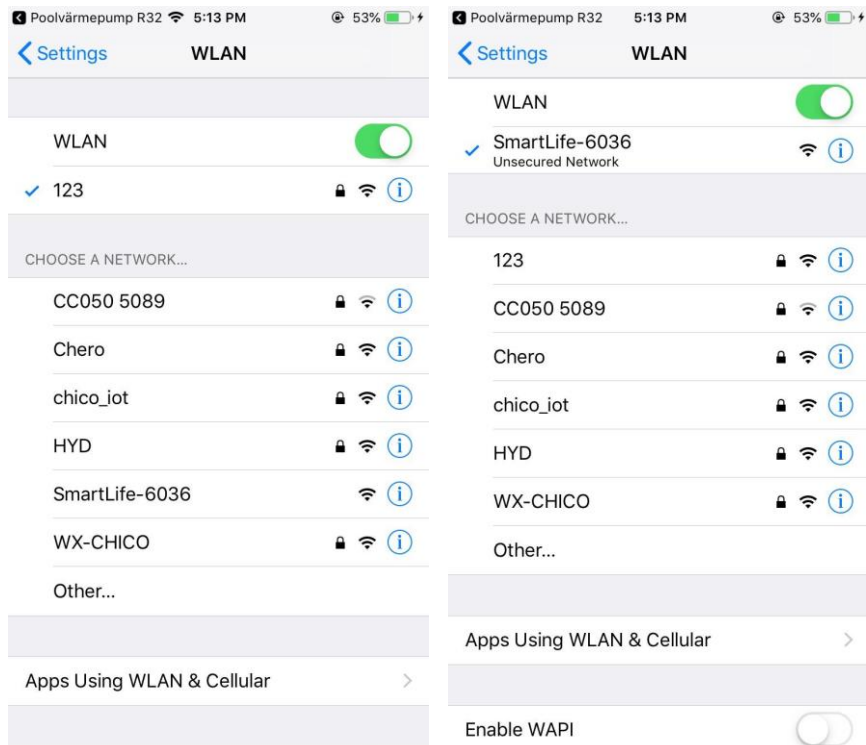 Poolvärmepump R32 5:13 PM 53%
Settings WLAN
WLAN
123
CHOOSE A NETWORK...
CC050 5089
Chero
chico_iot
HYD
SmartLife-6036
WX-CHICO
Other...
Apps Using WLAN & Cellular
Poolvärmepump R32 5:13 PM 53%
Settings WLAN
WLAN
SmartLife-6036
Unsecured Network
CHOOSE A NETWORK...
123
CC050 5089
Chero
chico_iot
HYD
WX-CHICO
Other...
Apps Using WLAN & Cellular
Enable WAPI